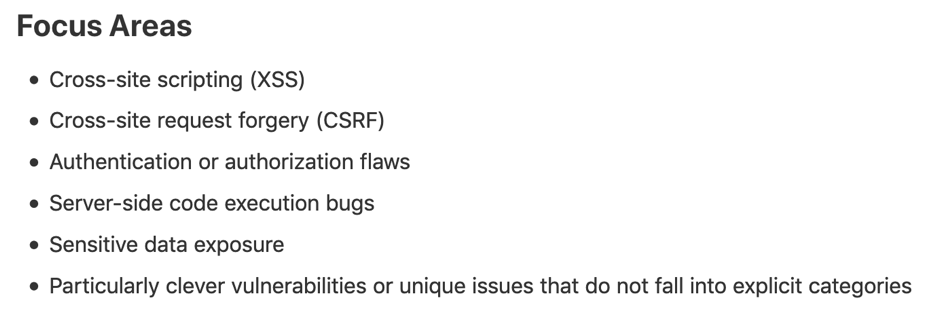 Focus Areas
• Cross-site scripting (XSS)
• Cross-site request forgery (CSRF)
• Authentication or authorization flaws
• Server-side code execution bugs
• Sensitive data exposure
• Particularly clever vulnerabilities or unique issues that do not fall into explicit categories